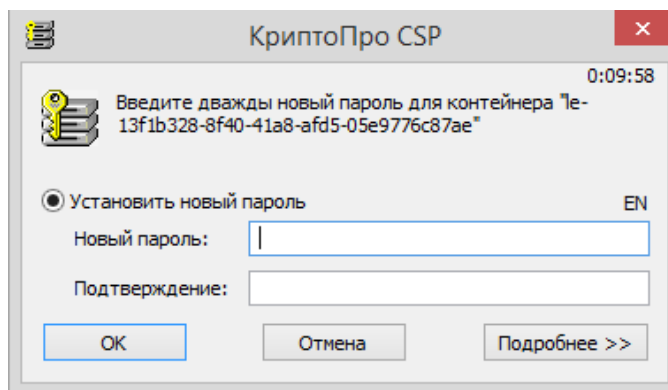 КриптоПро CSP
0:09:58
Введите дважды новый пароль для контейнера "le-
13f1b328-8f40-41a8-afd5-05e9776c87ae"
Установить новый пароль EN
Новый пароль:
Подтверждение:
ОК Отмена Подробнее >>